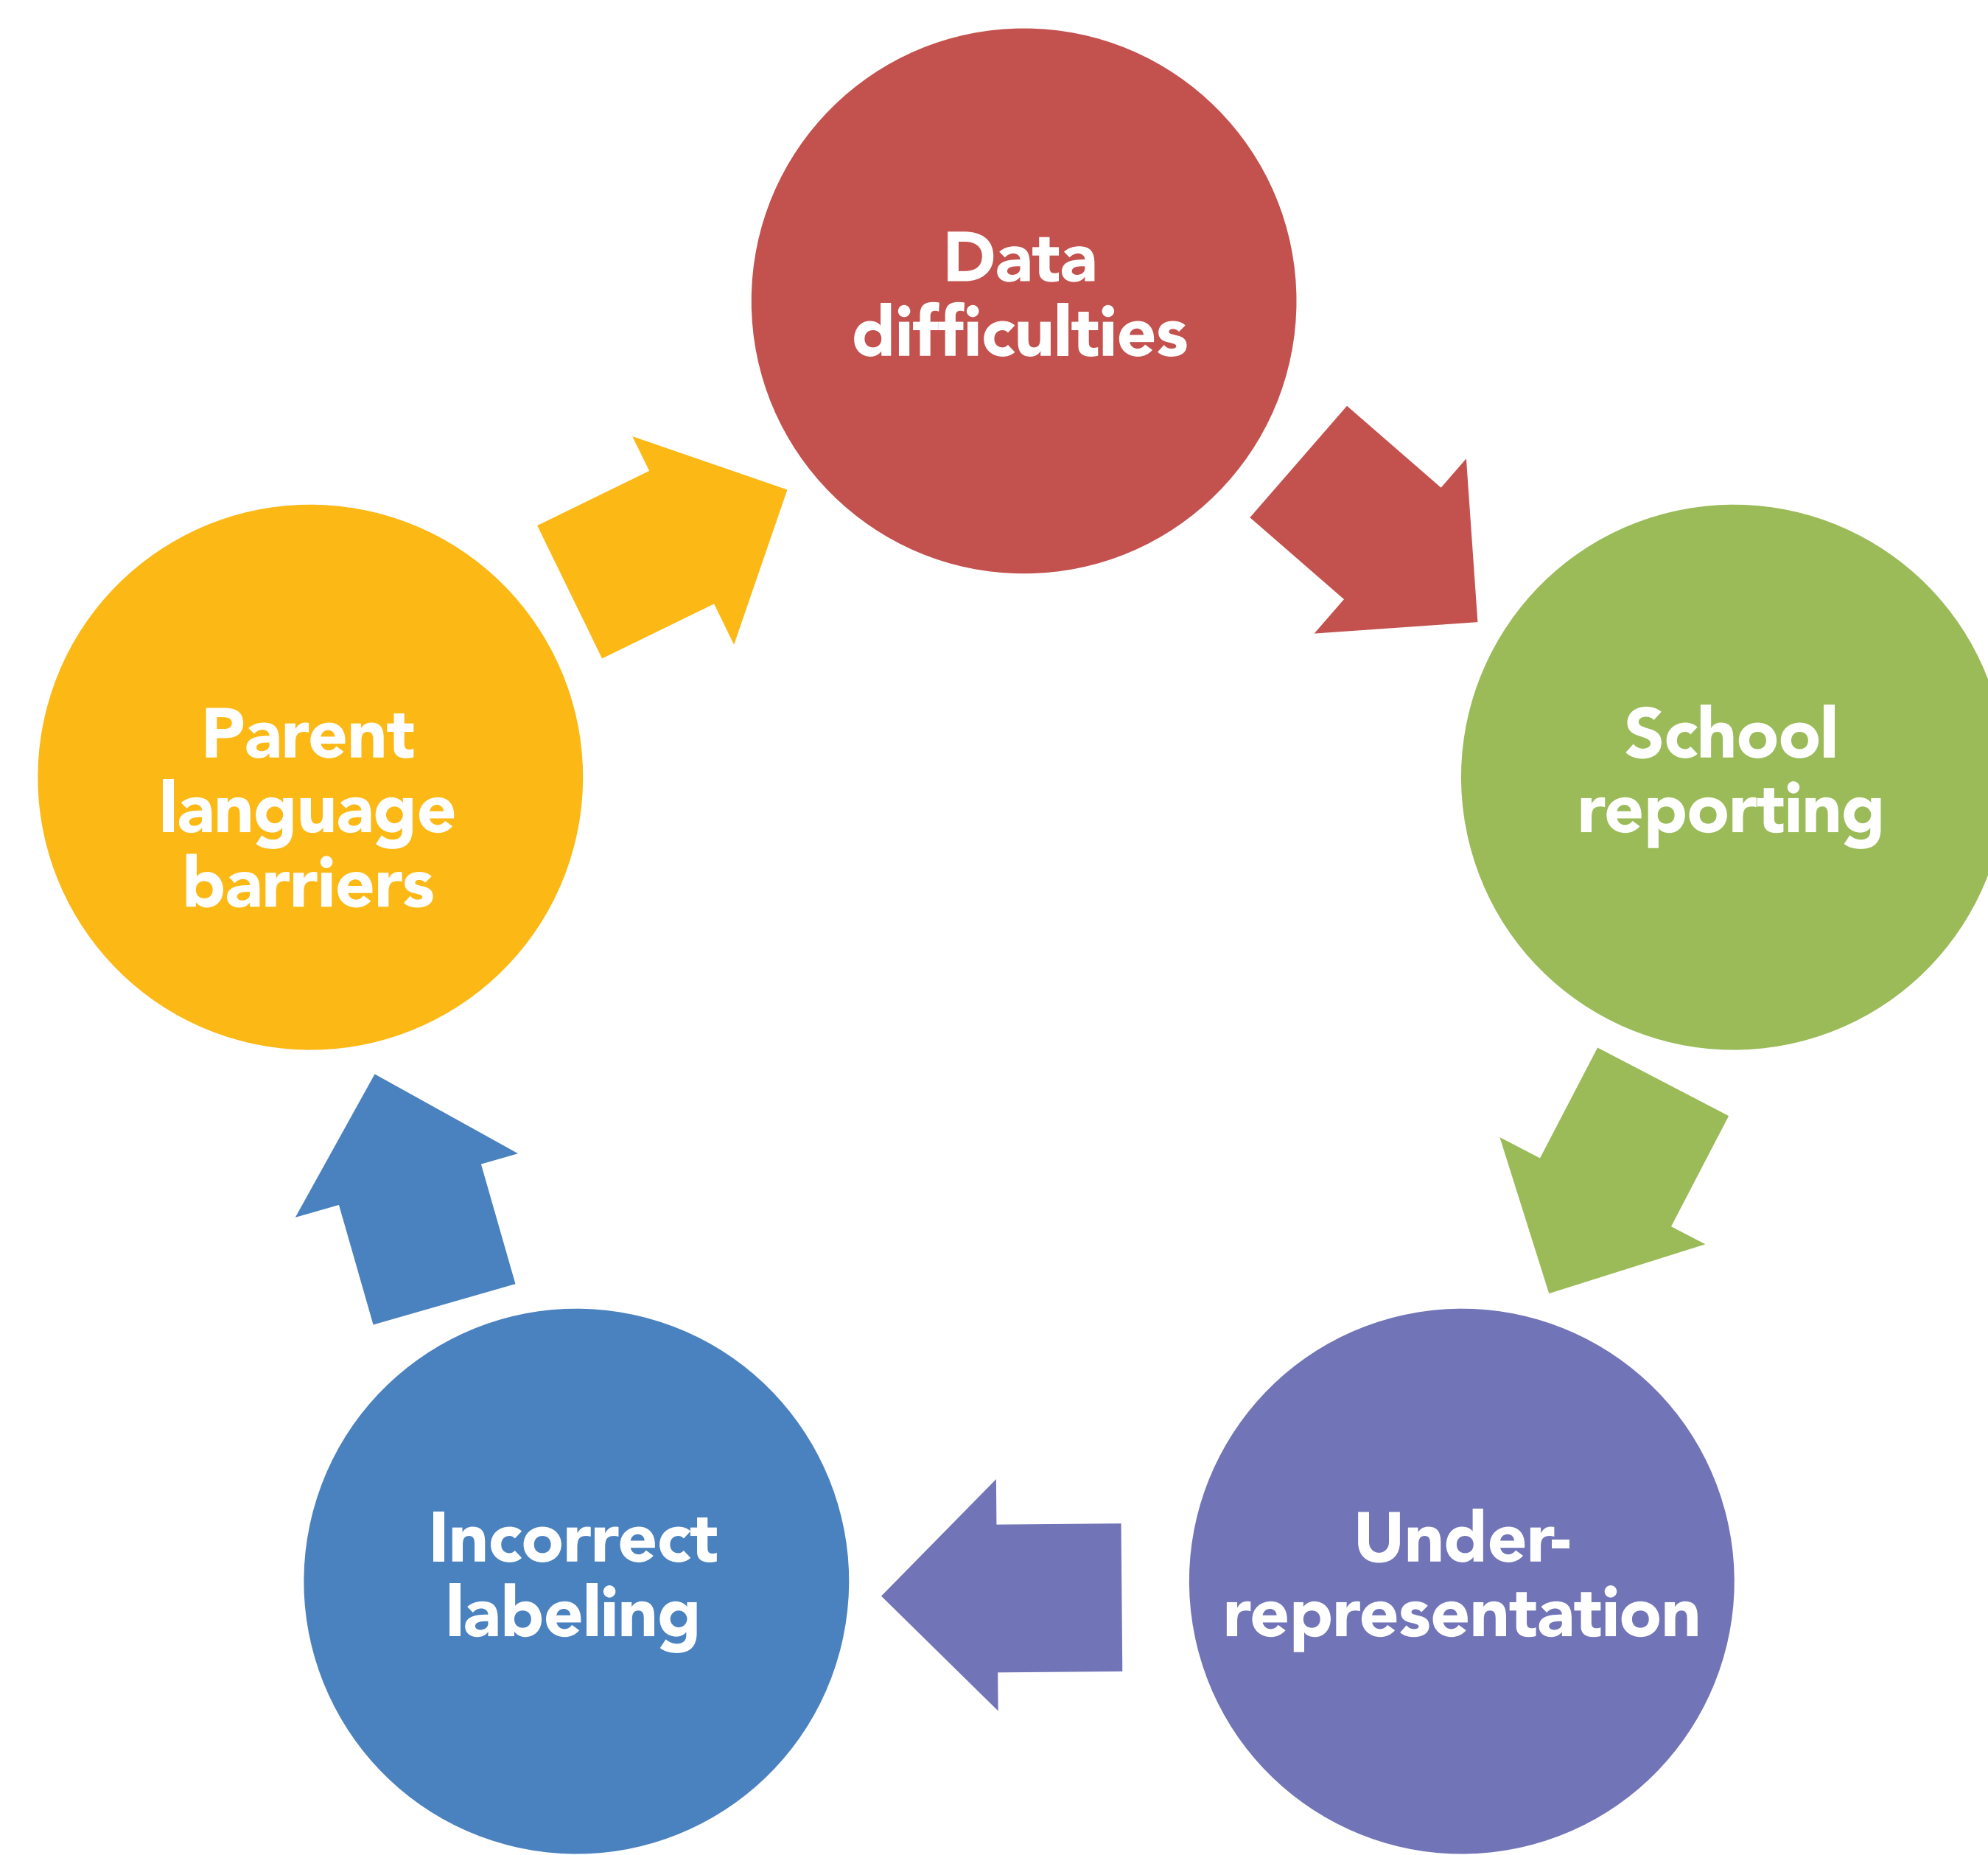 Data
difficulties
School
reporting
Under-
representation
Incorrect
labeling
Parent
language
barriers